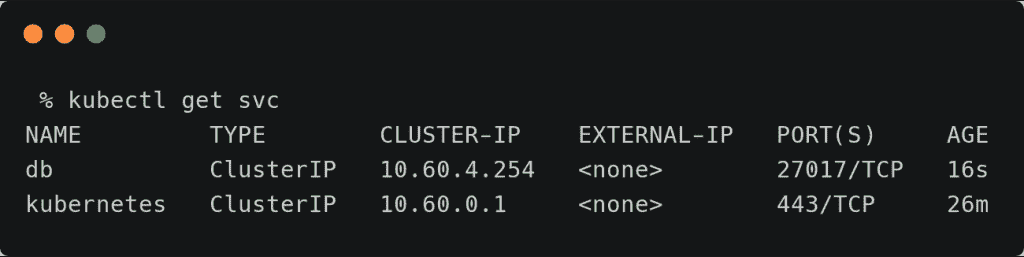 % kubectl get svc
NAME TYPE CLUSTER-IP EXTERNAL-IP PORT(S) AGE
db ClusterIP 10.60.4.254 <none> 27017/TCP 16s
kubernetes ClusterIP 10.60.0.1 <none> 443/TCP 26m